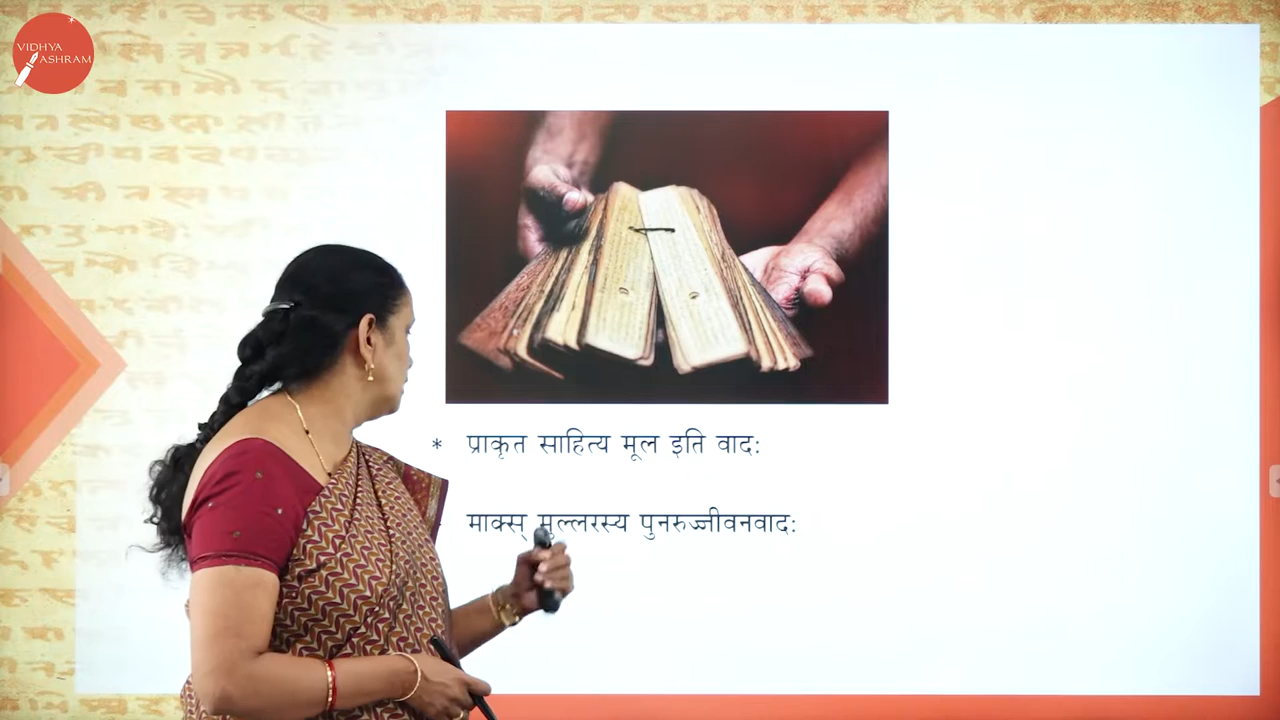 VIDHYA
ASHRAM
* प्राकृत साहित्य मूल इति वादः
माक्स् मुल्लरस्य पुनरुज्जीवनवादः